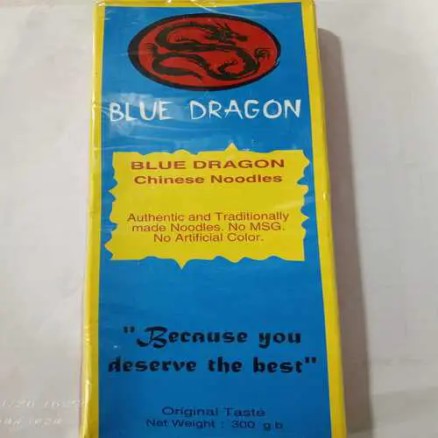 BLUE DRAGON
BLUE DRAGON
Chinese Noodles
Authentic and Traditionally
made Noodles. No MSG.
No Artificial Color.
"Because you
deserve the best"
Original Taste
Net Weight : 300 g.b